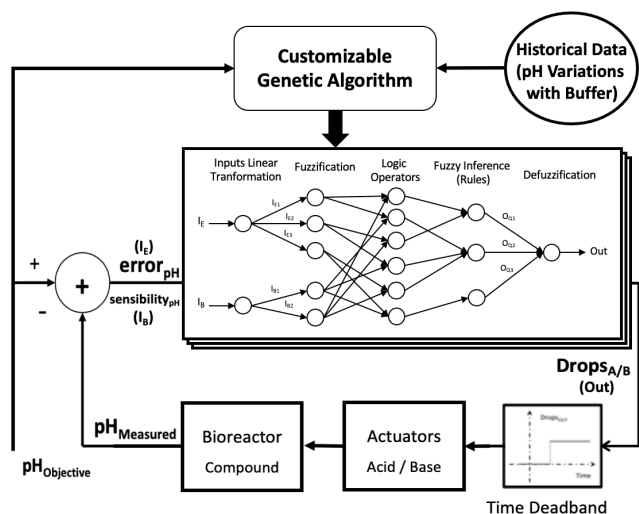 Customizable
Genetic Algorithm
Historical Data
(pH Variations
with Buffer)
Inputs Linear
Tranformation
Fuzzification
Logic
Operators
Fuzzy Inference
(Rules)
Defuzzification
I_E1
I_E2
I_E3
I_E
I_B1
I_B2
I_B
O_Q1
O_Q2
O_Q3
Out
+
-
+
(I_E)
error_pH
sensibility_pH
(I_B)
Drops_A/B
(Out)
pH_Measured
Bioreactor
Compound
Actuators
Acid / Base
Drops_OUT
Time
pH_Objective
Time Deadband